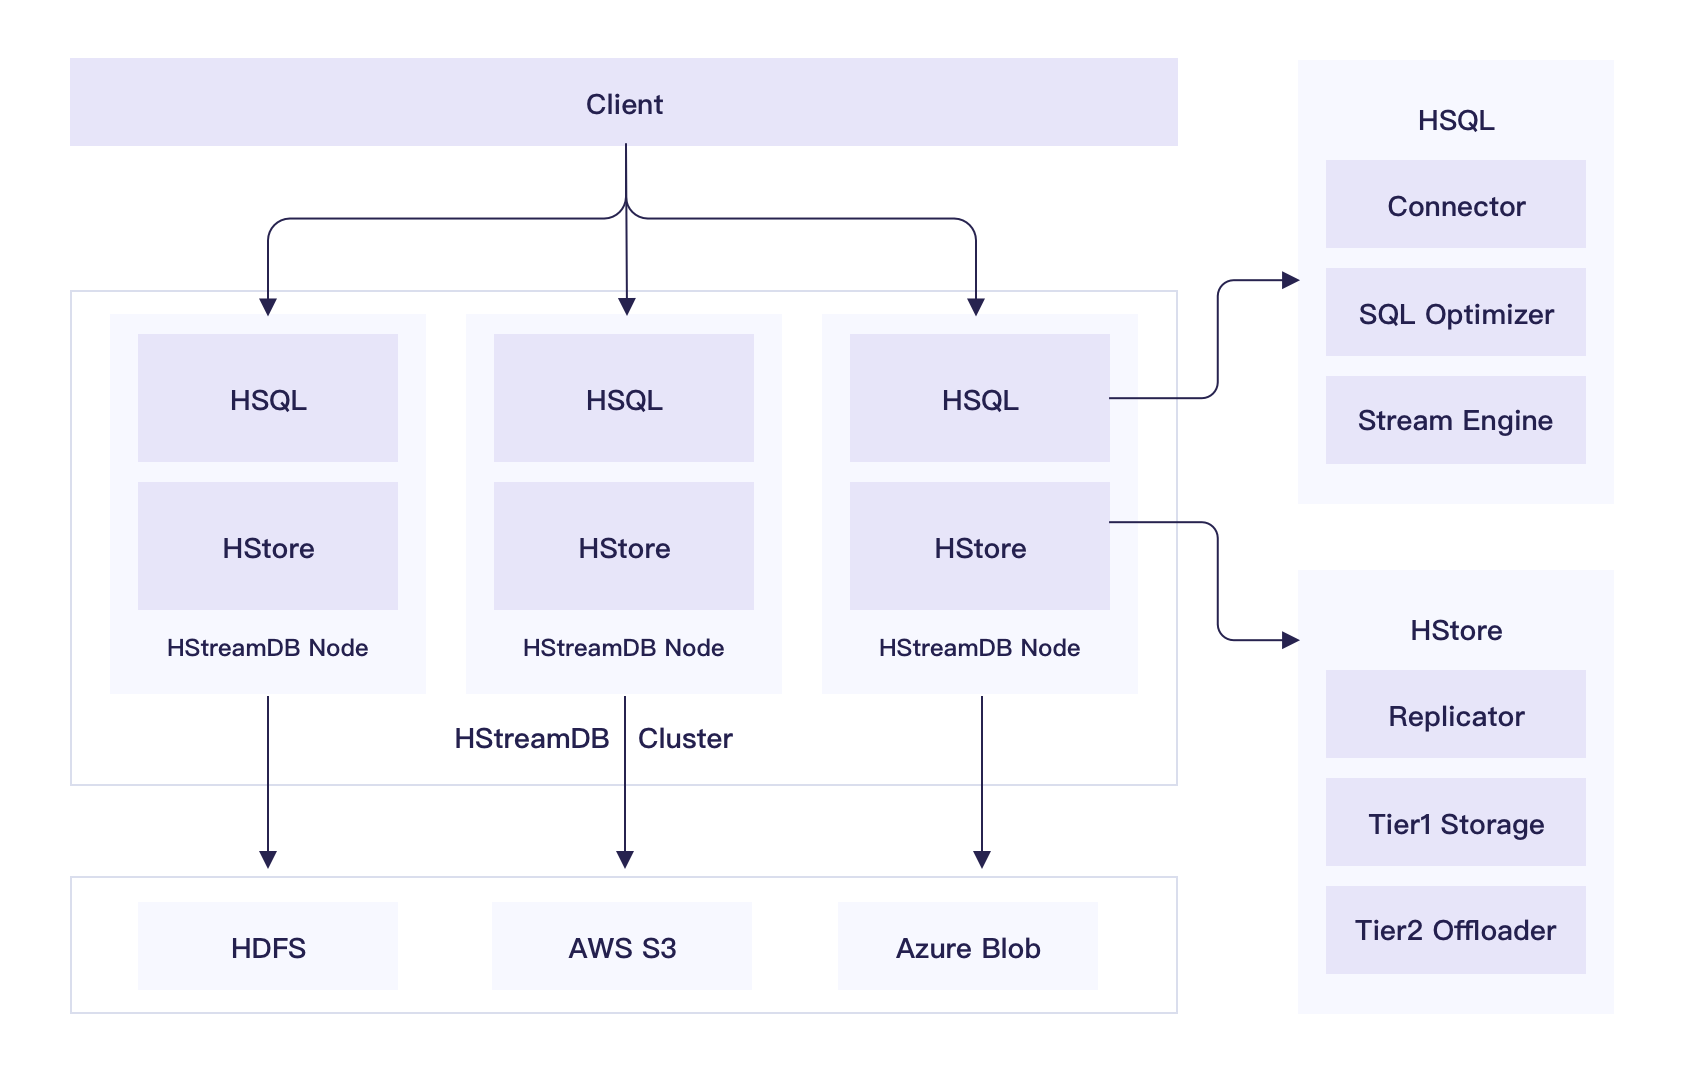 Client
HSQL
HSQL
HSQL
HStore
HStore
HStore
HStreamDB Node
HStreamDB Node
HStreamDB Node
HStreamDB Cluster
HDFS
AWS S3
Azure Blob
HSQL
Connector
SQL Optimizer
Stream Engine
HStore
Replicator
Tier1 Storage
Tier2 Offloader